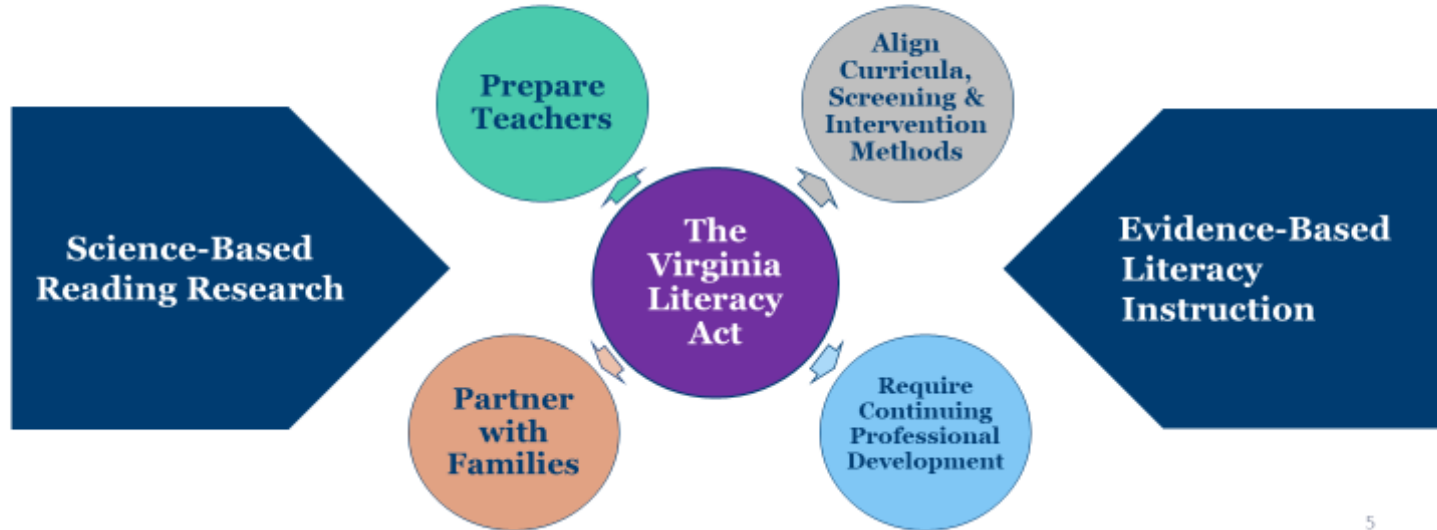 Science-Based
Reading Research
Prepare
Teachers
Align
Curricula,
Screening &
Intervention
Methods
The
Virginia
Literacy
Act
Partner
with
Families
Require
Continuing
Professional
Development
Evidence-Based
Literacy
Instruction
5